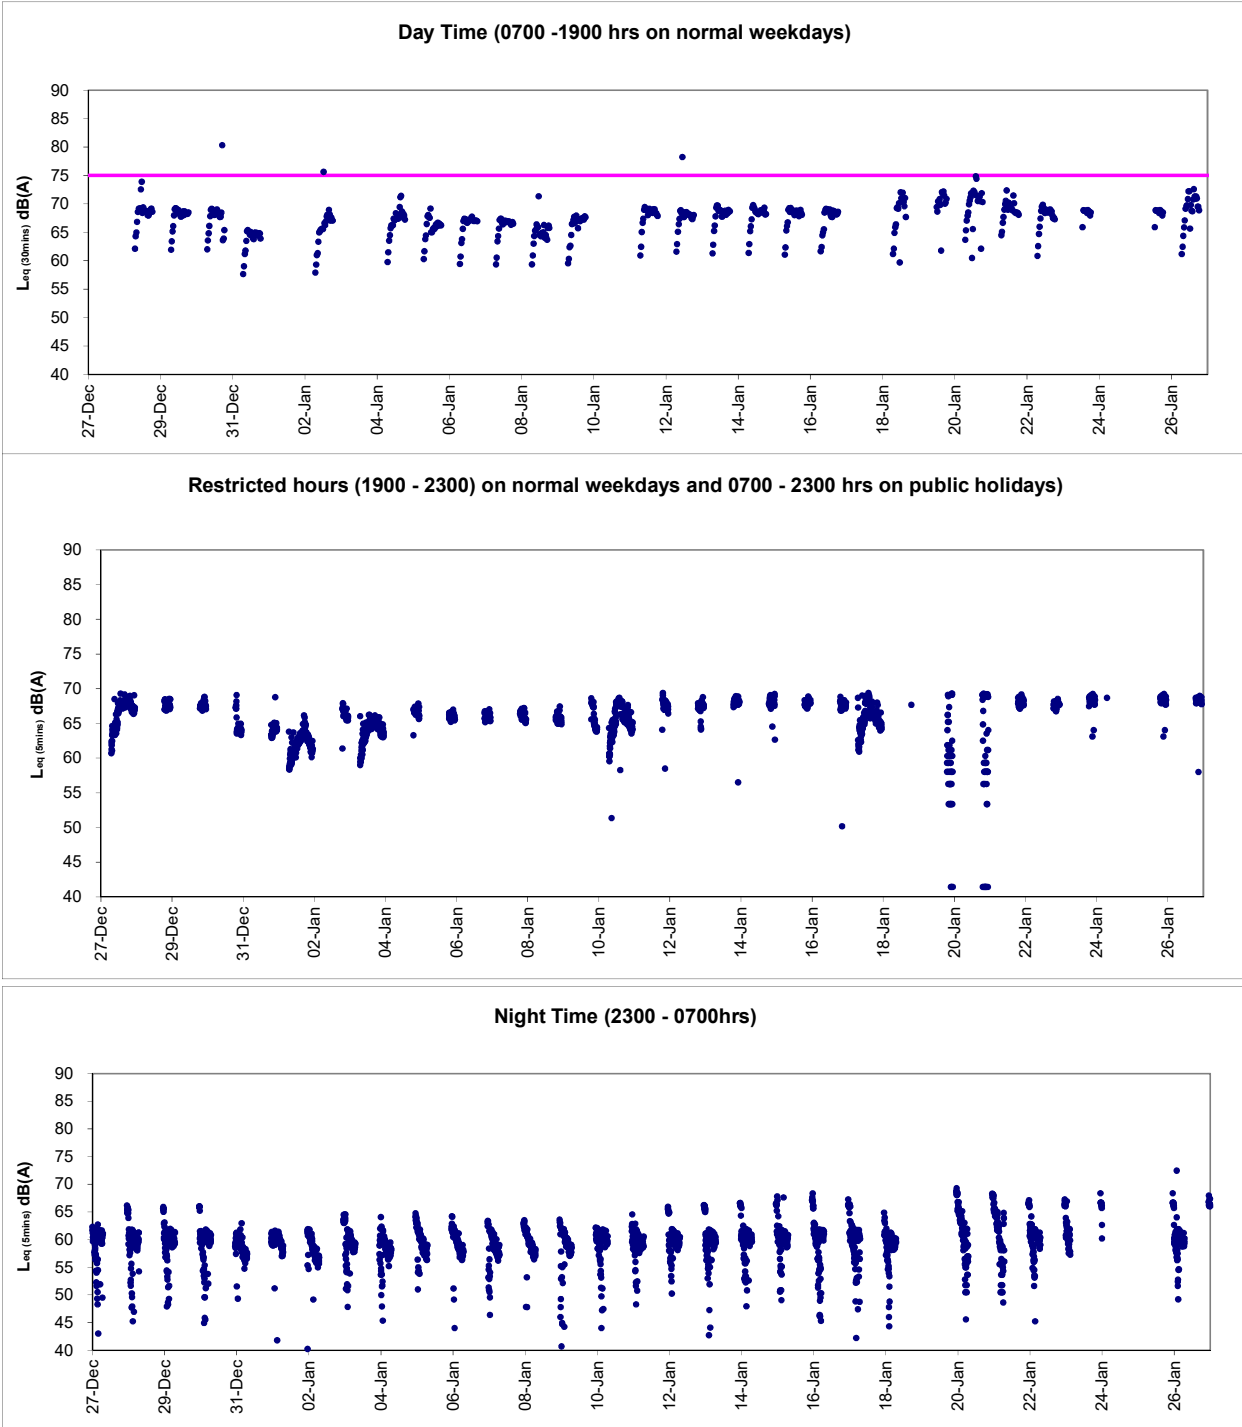 Day Time (0700 -1900 hrs on normal weekdays)
90
85
80
75
70
65
60
55
50
45
40
Leq (30mins) dB(A)
27-Dec
29-Dec
31-Dec
02-Jan
04-Jan
06-Jan
08-Jan
10-Jan
12-Jan
14-Jan
16-Jan
18-Jan
20-Jan
22-Jan
24-Jan
26-Jan
Restricted hours (1900 - 2300) on normal weekdays and 0700 - 2300 hrs on public holidays)
90
85
80
75
70
65
60
55
50
45
40
Leq (5mins) dB(A)
27-Dec
29-Dec
31-Dec
02-Jan
04-Jan
06-Jan
08-Jan
10-Jan
12-Jan
14-Jan
16-Jan
18-Jan
20-Jan
22-Jan
24-Jan
26-Jan
Night Time (2300 - 0700hrs)
90
85
80
75
70
65
60
55
50
45
40
Leq (5mins) dB(A)
27-Dec
29-Dec
31-Dec
02-Jan
04-Jan
06-Jan
08-Jan
10-Jan
12-Jan
14-Jan
16-Jan
18-Jan
20-Jan
22-Jan
24-Jan
26-Jan